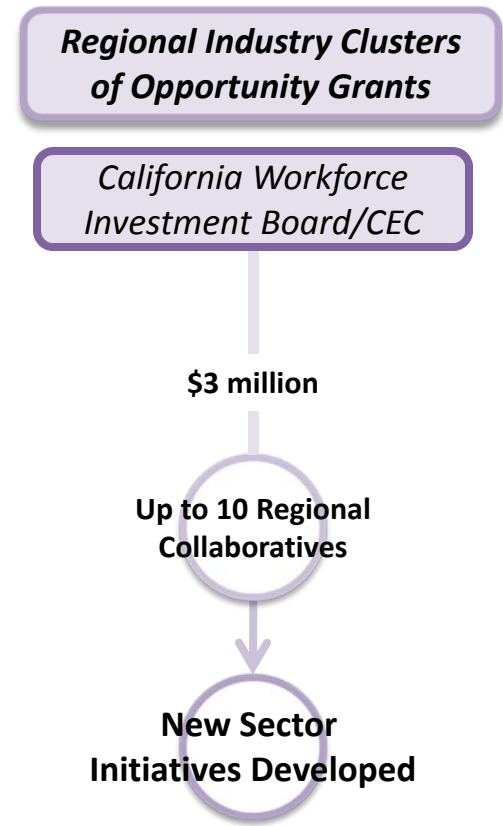 Regional Industry Clusters
of Opportunity Grants
California Workforce
Investment Board/CEC
$3 million
Up to 10 Regional
Collaboratives
New Sector
Initiatives Developed